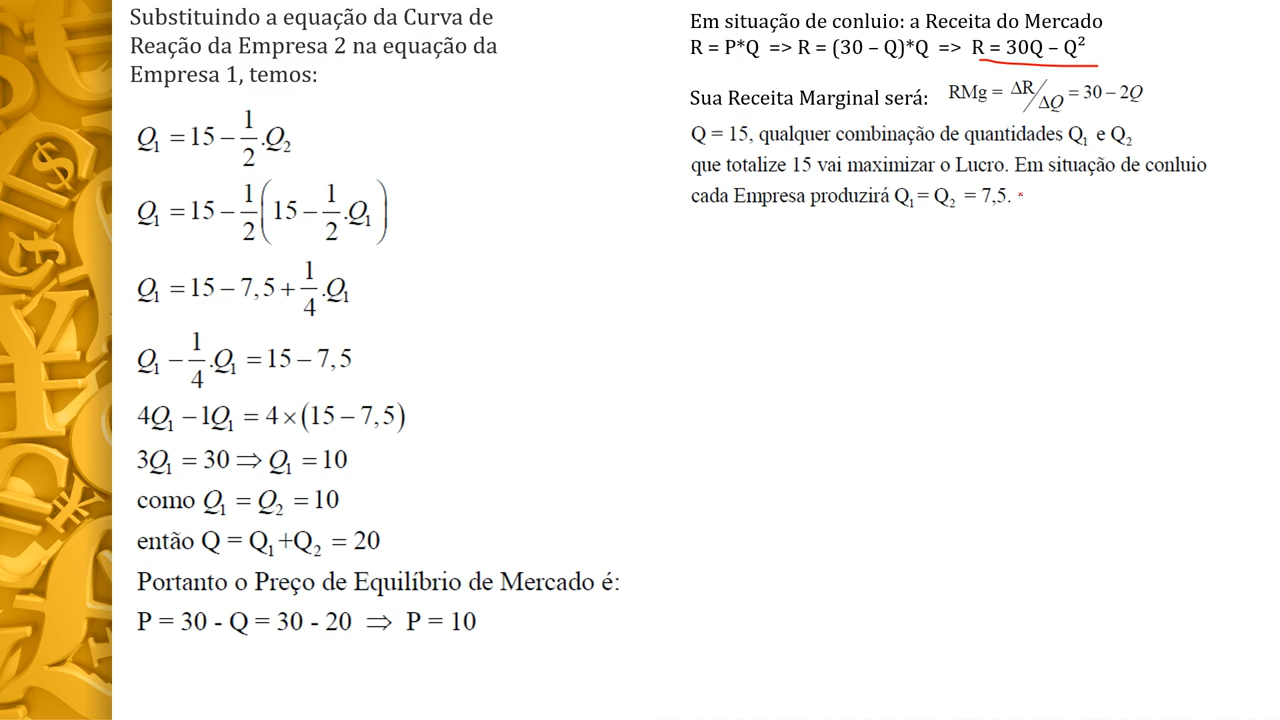 Substituindo a equação da Curva de
Reação da Empresa 2 na equação da
Empresa 1, temos:
Q₁ = 15 − 1/2 .Q₂
Q₁ = 15 − 1/2 (15 − 1/2 .Q₁)
Q₁ = 15 − 7,5 + 1/4 .Q₁
Q₁ − 1/4 .Q₁ = 15 − 7,5
4Q₁ − 1Q₁ = 4 × (15 − 7,5)
3Q₁ = 30 ⇒ Q₁ = 10
como Q₁ = Q₂ = 10
então Q = Q₁+Q₂ = 20
Portanto o Preço de Equilíbrio de Mercado é:
P = 30 - Q = 30 - 20 ⇒ P = 10
Em situação de conluio: a Receita do Mercado
R = P*Q => R = (30 – Q)*Q => R = 30Q – Q²
Sua Receita Marginal será: RMg = ΔR/ΔQ = 30 − 2Q
Q = 15, qualquer combinação de quantidades Q₁ e Q₂
que totalize 15 vai maximizar o Lucro. Em situação de conluio
cada Empresa produzirá Q₁ = Q₂ = 7,5.